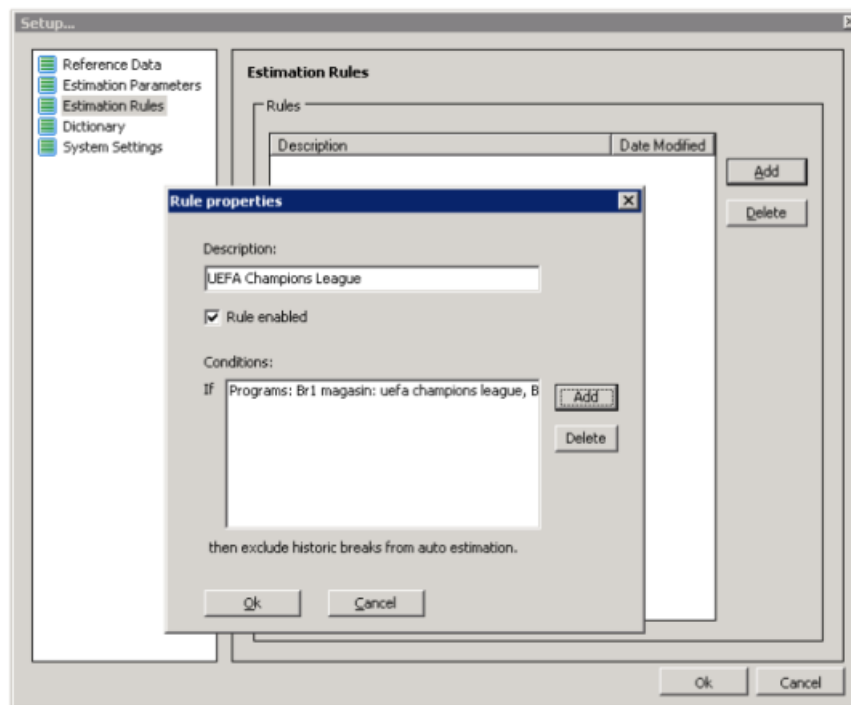 Setup...
Reference Data
Estimation Parameters
Estimation Rules
Dictionary
System Settings
Estimation Rules
Rules
Description
Date Modified
Add
Delete
Rule properties
Description:
UEFA Champions League
Rule enabled
Conditions:
If
Programs: Br1 magasin: uefa champions league, B
Add
Delete
then exclude historic breaks from auto estimation.
Ok
Cancel
Ok
Cancel